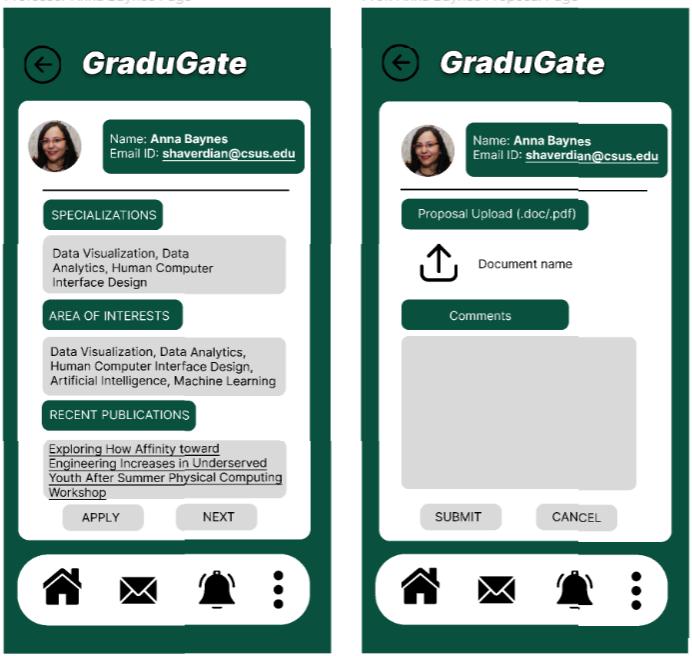 GraduGate
Name: Anna Baynes
Email ID: shaverdian@csus.edu
SPECIALIZATIONS
Data Visualization, Data
Analytics, Human Computer
Interface Design
AREA OF INTERESTS
Data Visualization, Data Analytics,
Human Computer Interface Design,
Artificial Intelligence, Machine Learning
RECENT PUBLICATIONS
Exploring How Affinity toward
Engineering Increases in Underserved
Youth After Summer Physical Computing
Workshop
APPLY
NEXT
GraduGate
Name: Anna Baynes
Email ID: shaverdian@csus.edu
Proposal Upload (.doc/.pdf)
Document name
Comments
SUBMIT
CANCEL